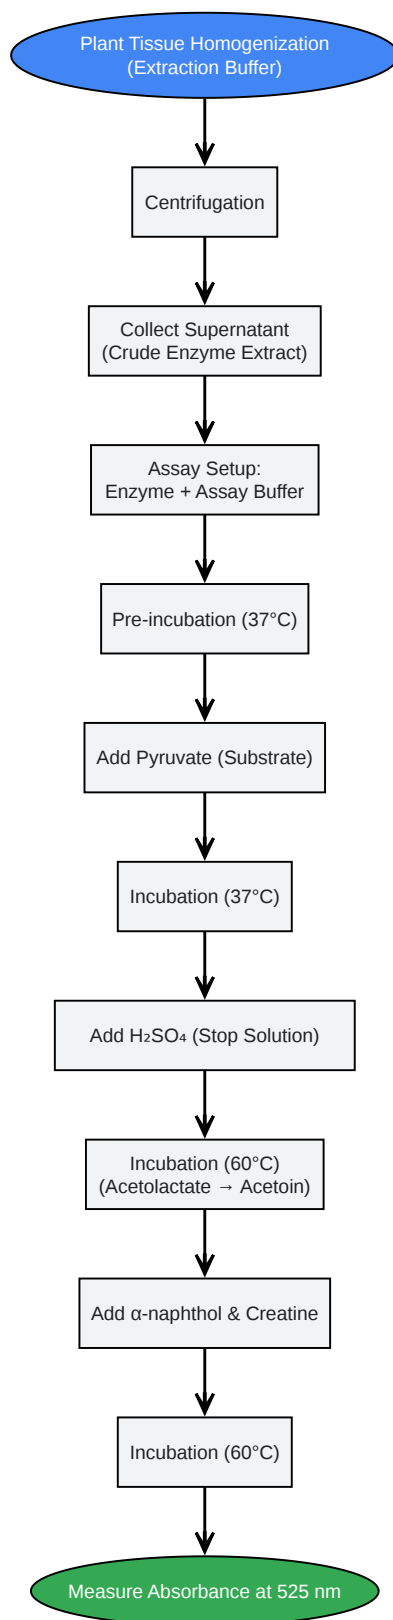 Plant Tissue Homogenization
(Extraction Buffer)
Centrifugation
Collect Supernatant
(Crude Enzyme Extract)
Assay Setup:
Enzyme + Assay Buffer
Pre-incubation (37°C)
Add Pyruvate (Substrate)
Incubation (37°C)
Add H₂SO₄ (Stop Solution)
Incubation (60°C)
(Acetolactate → Acetoin)
Add α-naphthol & Creatine
Incubation (60°C)
Measure Absorbance at 525 nm